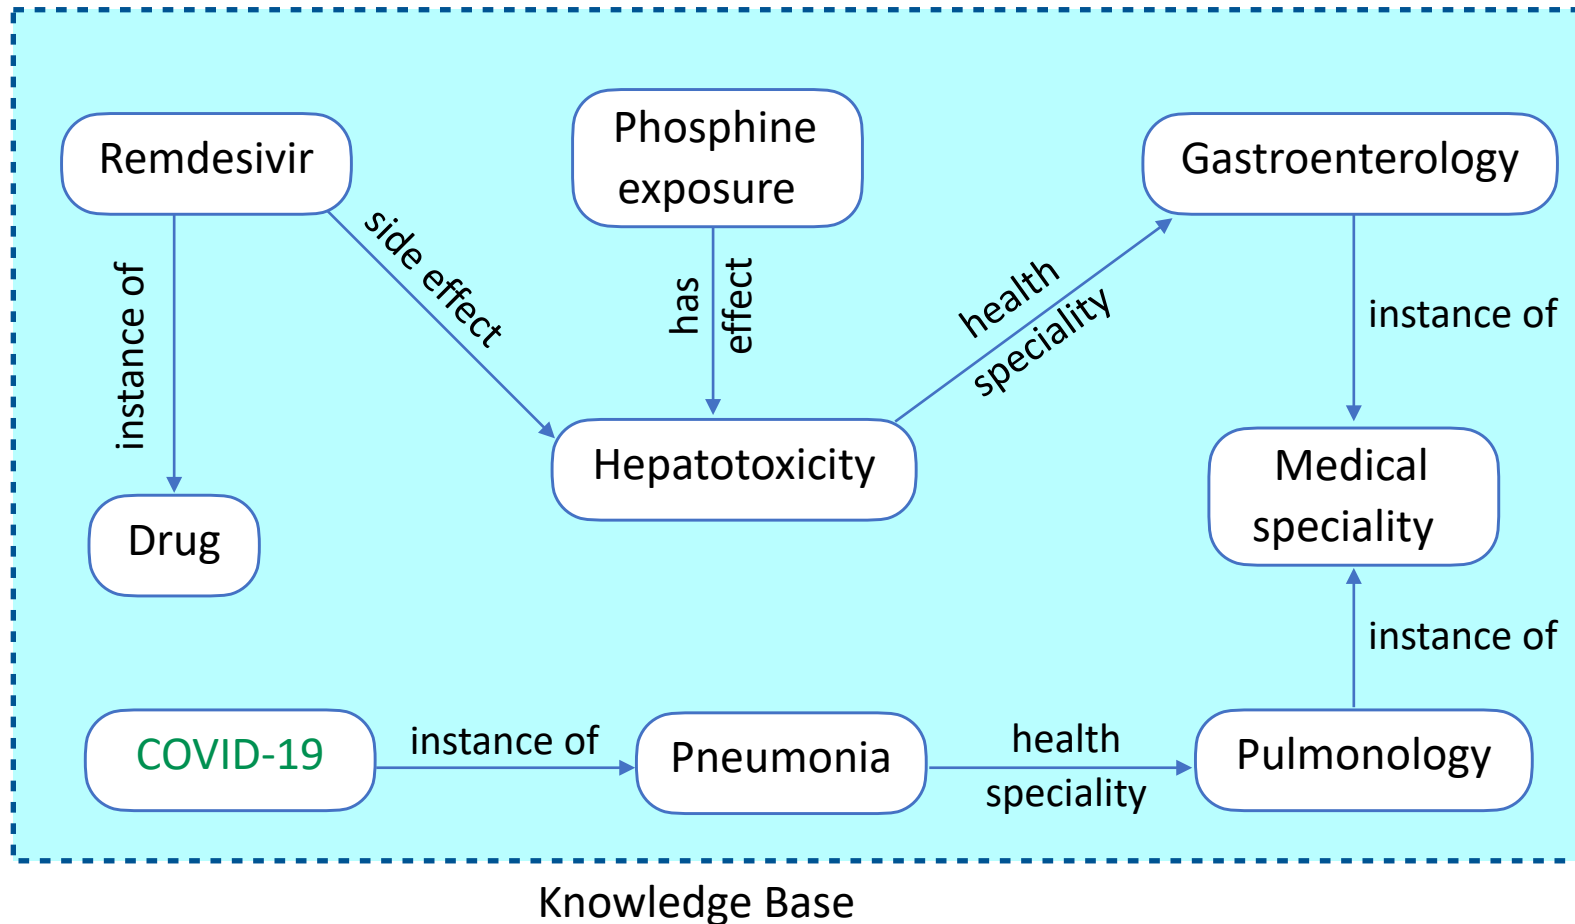 Remdesivir
Phosphine
exposure
Gastroenterology
instance of
side effect
has
effect
health
speciality
instance of
Hepatotoxicity
Medical
speciality
Drug
instance of
COVID-19
instance of
Pneumonia
health
speciality
Pulmonology
Knowledge Base